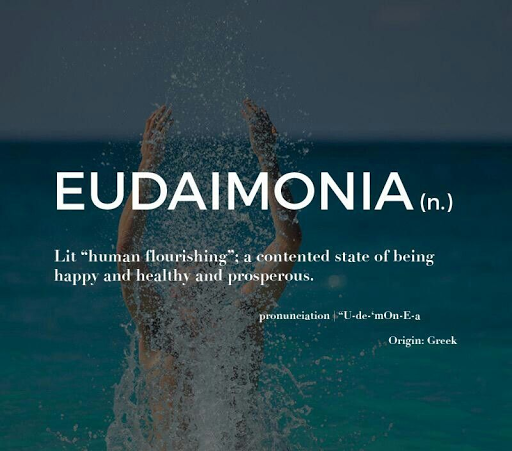 EUDAIMONIA (n.)
Lit “human flourishing”; a contented state of being
happy and healthy and prosperous.
pronunciation |“U-de-‘mOn-E-a
Origin: Greek